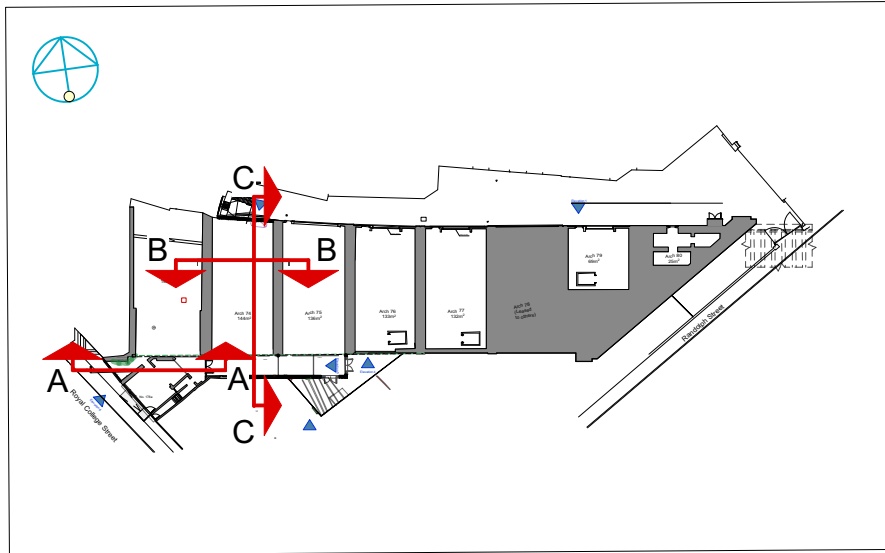 C
B
B
Arch 79
Arch 80
25m²
Arch 74
144m²
Arch 75
136m²
Arch 76
133m²
Arch 77
132m²
Arch 78
Randolph Street
A
A
C
Royal College Street